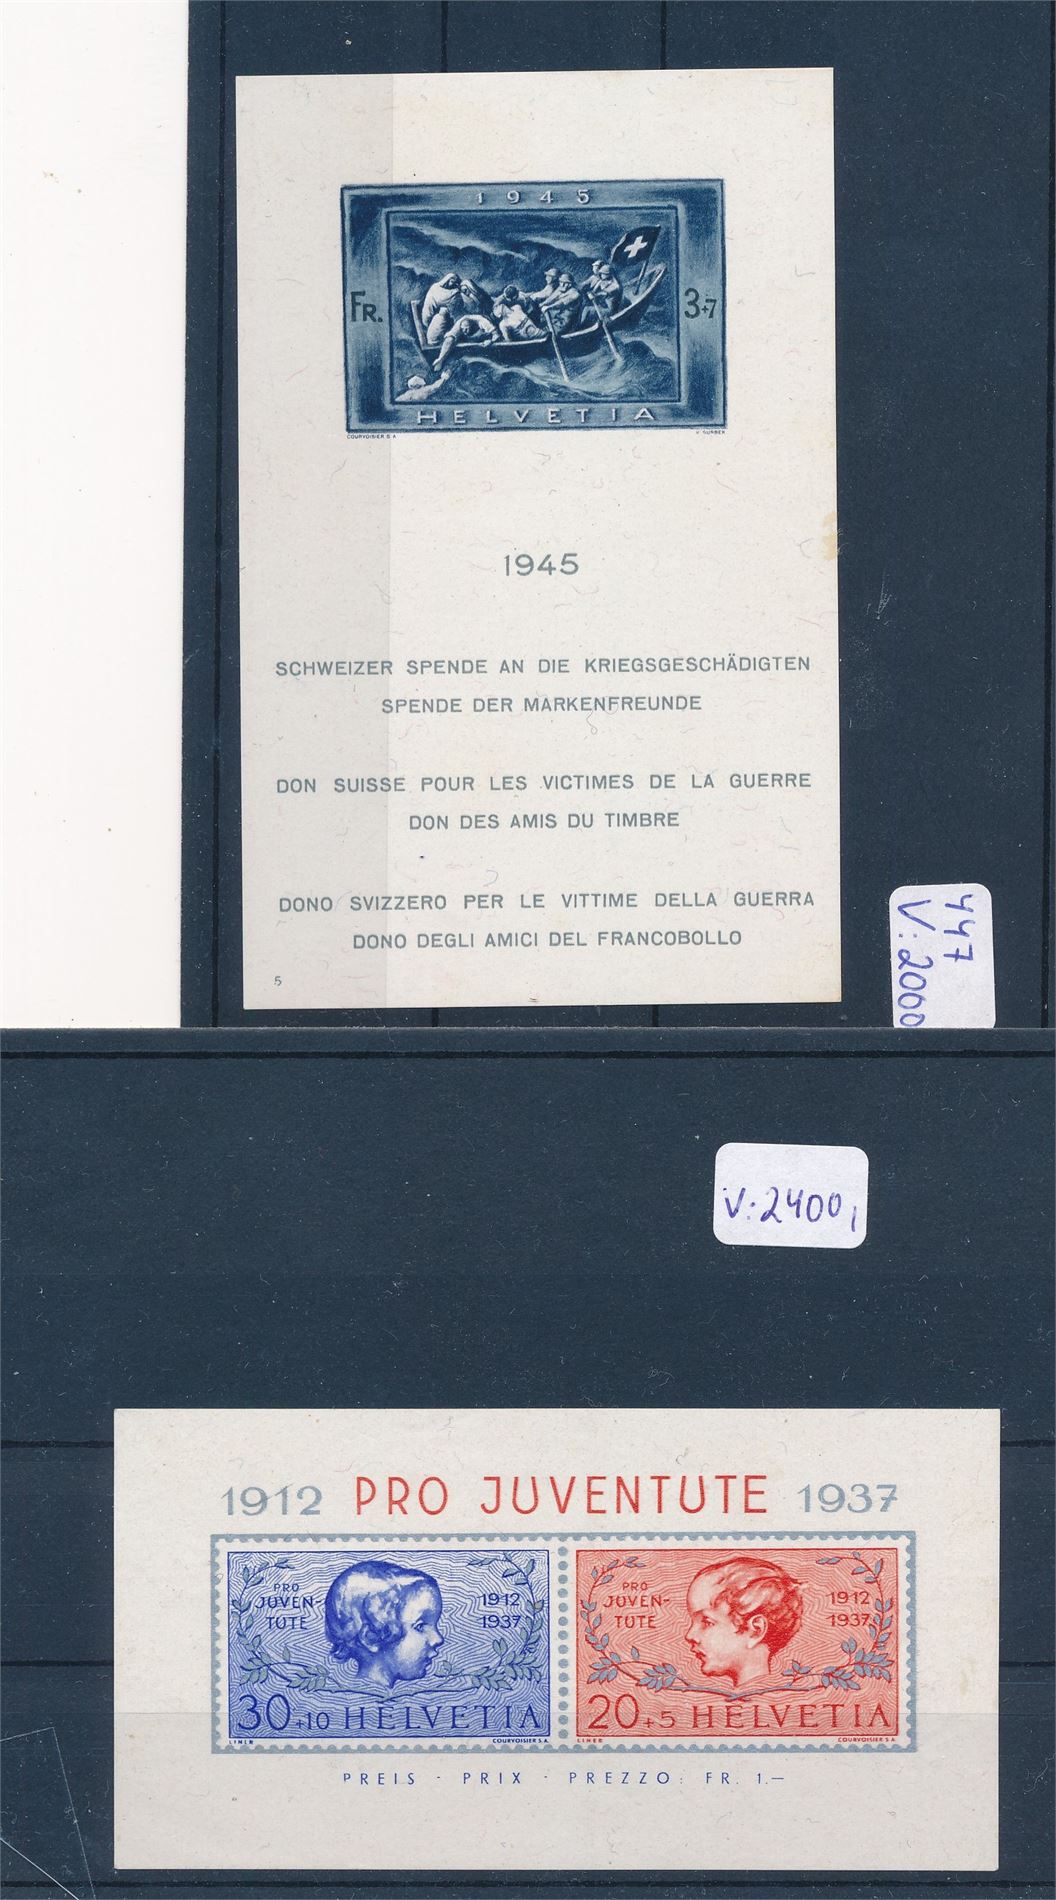 1945
FR. 3+7
HELVETIA
COURVOISIER S A
V. SURBEK
1945
SCHWEIZER SPENDE AN DIE KRIEGSGESCHÄDIGTEN
SPENDE DER MARKENFREUNDE
DON SUISSE POUR LES VICTIMES DE LA GUERRE
DON DES AMIS DU TIMBRE
DONO SVIZZERO PER LE VITTIME DELLA GUERRA
DONO DEGLI AMICI DEL FRANCOBOLLO
5
447
V: 2000
V: 2400,
1912 PRO JUVENTUTE 1937
PRO
JUVEN-
TUTE
1912
1937
30+10 HELVETIA
LINER COURVOISIER S.A.
PRO
JUVEN-
TUTE
1912
1937
20+5 HELVETIA
LINER COURVOISIER S.A.
PREIS - PRIX - PREZZO: FR. 1.—